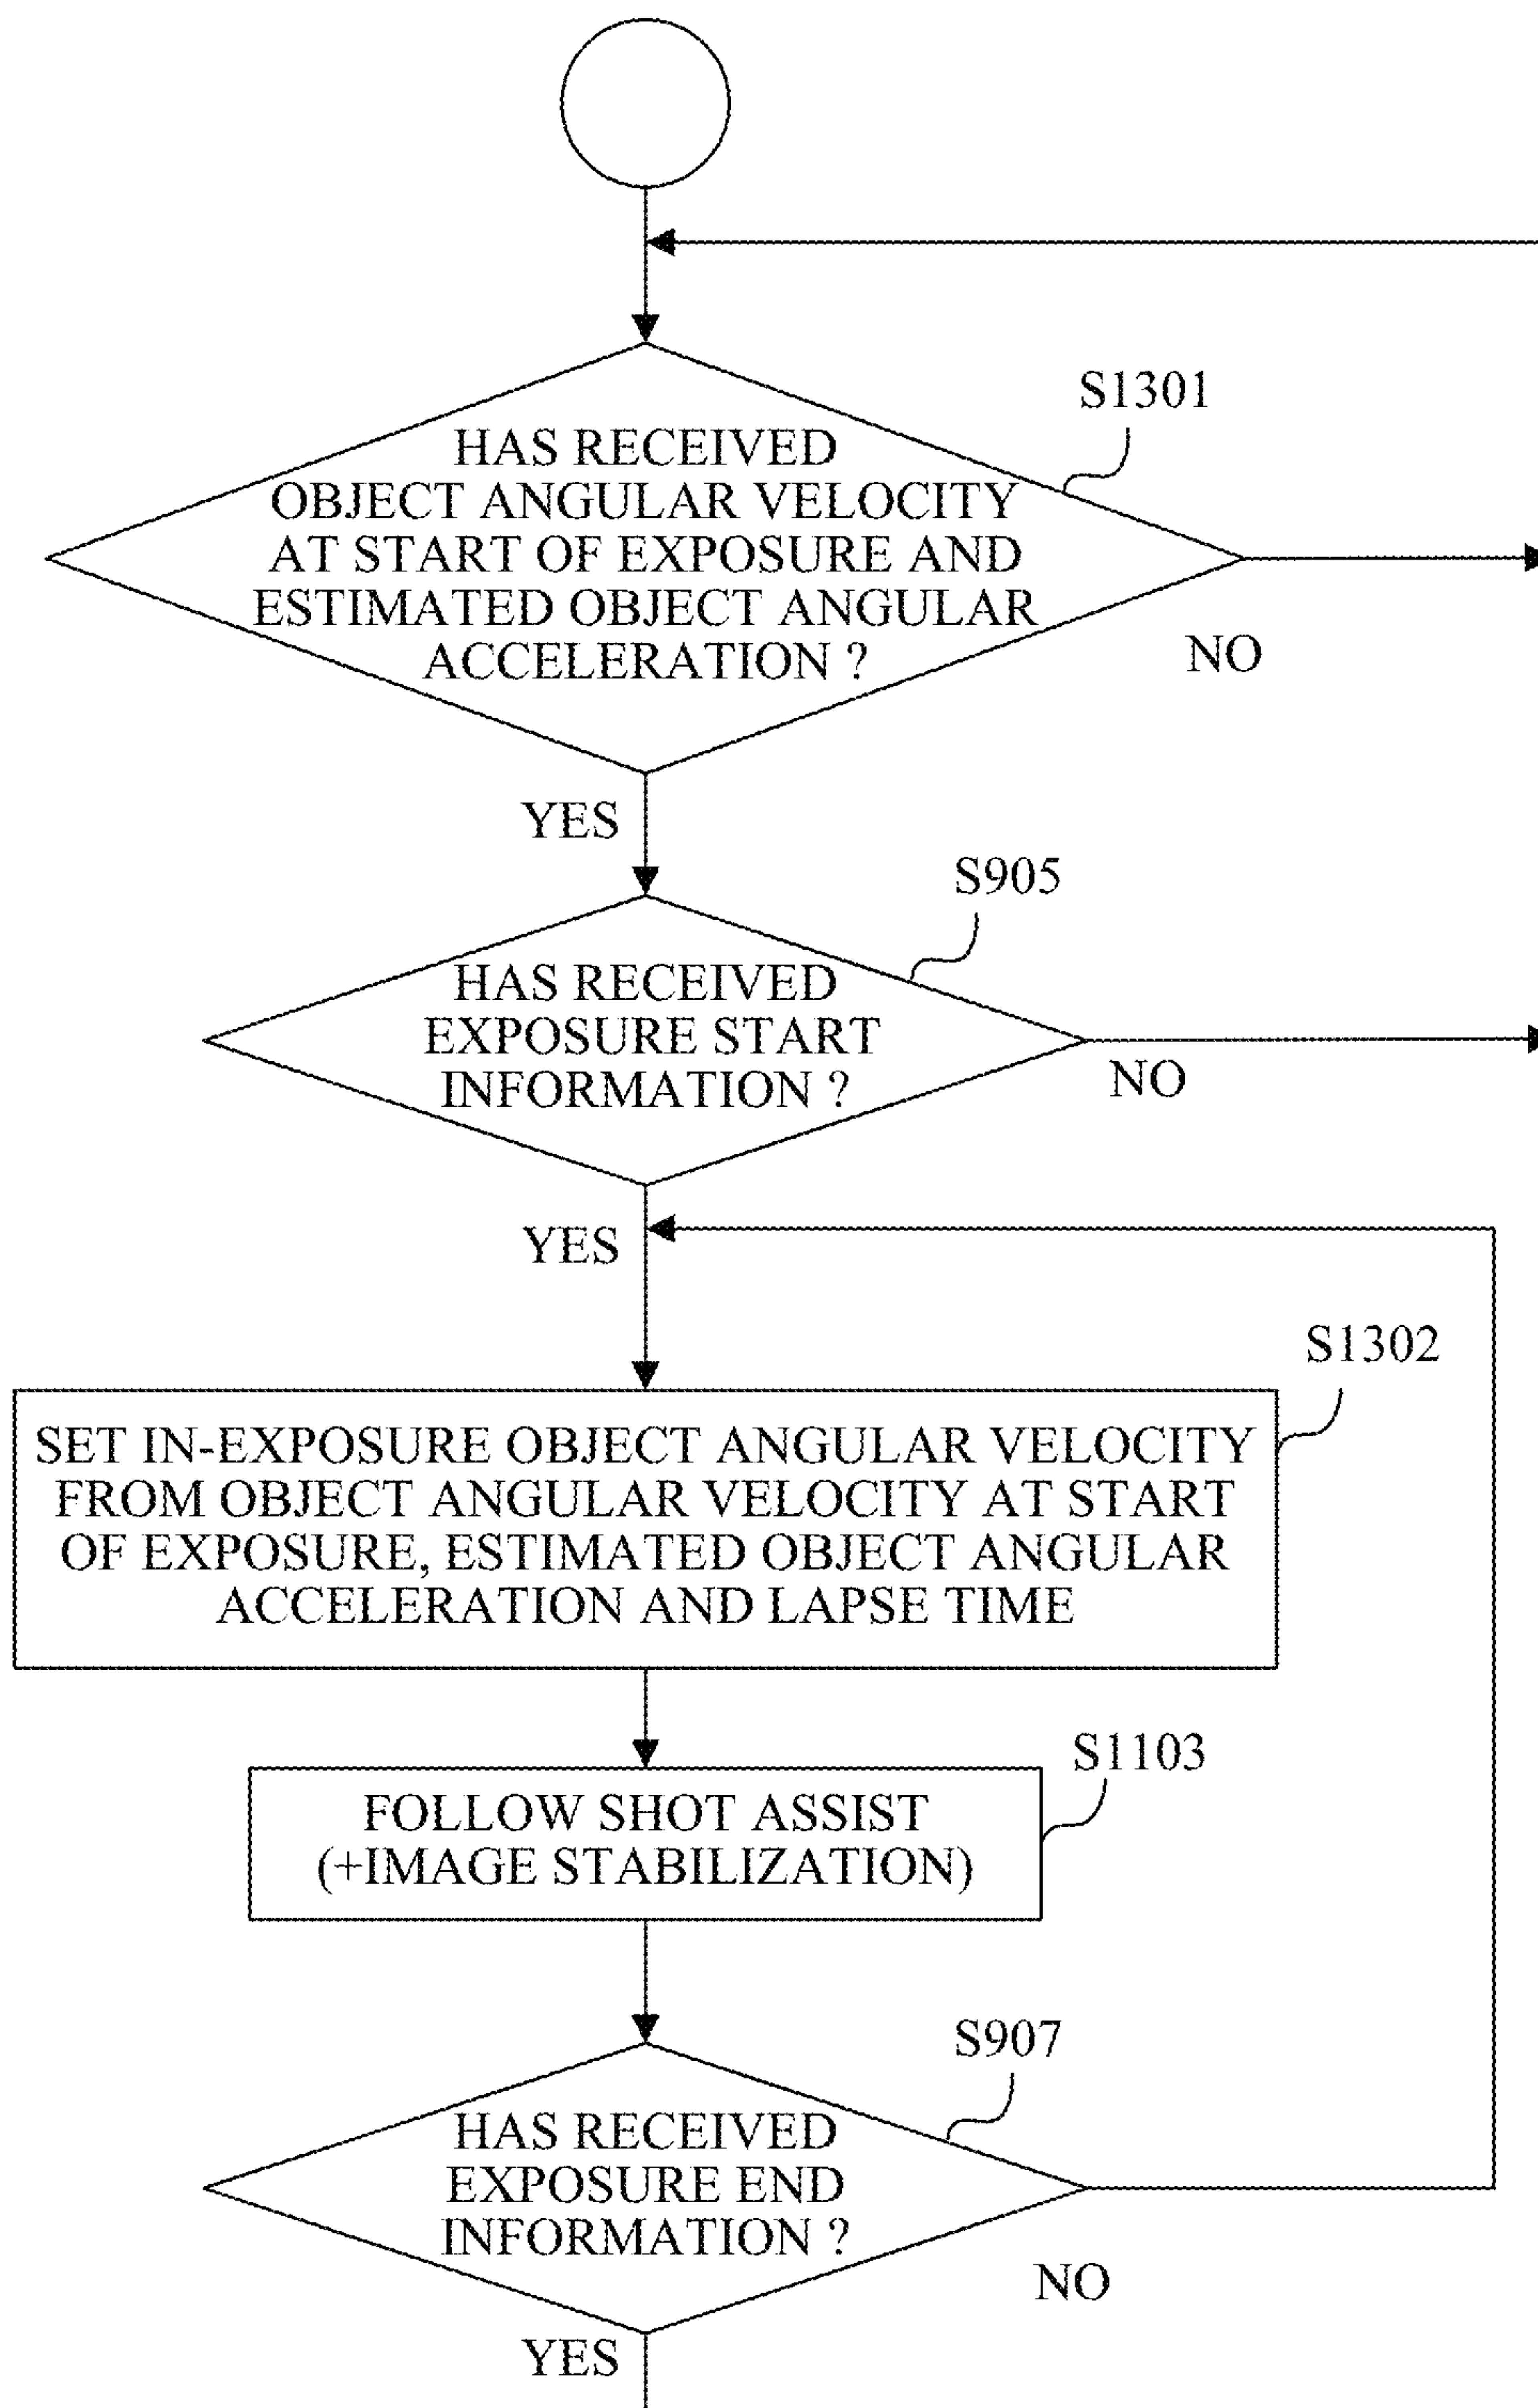 S1301
HAS RECEIVED
OBJECT ANGULAR VELOCITY
AT START OF EXPOSURE AND
ESTIMATED OBJECT ANGULAR
ACCELERATION ?
NO
YES
S905
HAS RECEIVED
EXPOSURE START
INFORMATION ?
NO
YES
S1302
SET IN-EXPOSURE OBJECT ANGULAR VELOCITY
FROM OBJECT ANGULAR VELOCITY AT START
OF EXPOSURE, ESTIMATED OBJECT ANGULAR
ACCELERATION AND LAPSE TIME
S1103
FOLLOW SHOT ASSIST
(+IMAGE STABILIZATION)
S907
HAS RECEIVED
EXPOSURE END
INFORMATION ?
NO
YES